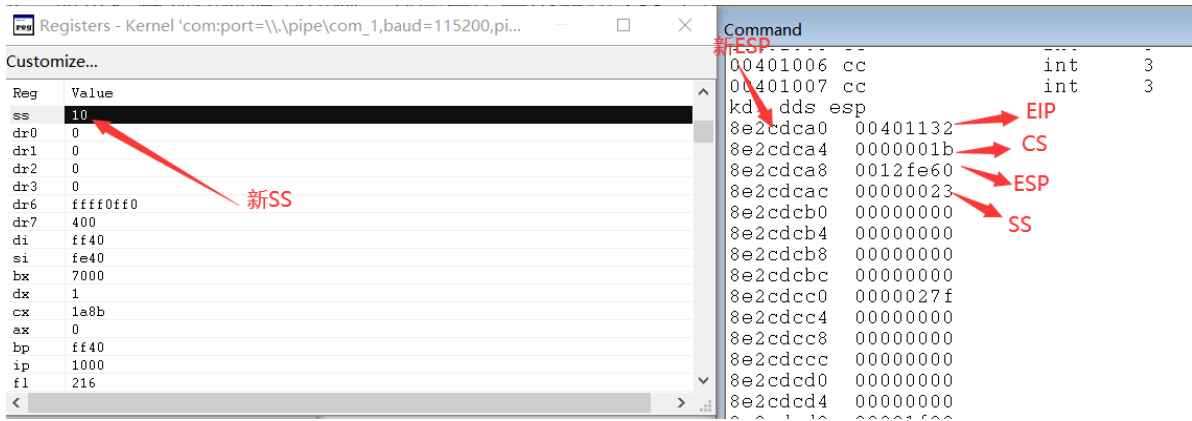 Registers - Kernel 'com:port=\\.\pipe\com_1,baud=115200,pi...
Customize...
Reg Value
ss 10
dr0 0
dr1 0
dr2 0
dr3 0
dr6 ffff0ff0
dr7 400
di ff40
si fe40
bx 7000
dx 1
cx 1a8b
ax 0
bp ff40
ip 1000
fl 216
新SS
Command
新ESP
00401006 cc int 3
00401007 cc int 3
kd> dds esp
8e2cdca0 00401132 EIP
8e2cdca4 0000001b CS
8e2cdca8 0012fe60 ESP
8e2cdcac 00000023 SS
8e2cdcb0 00000000
8e2cdcb4 00000000
8e2cdcb8 00000000
8e2cdcbc 00000000
8e2cdcc0 0000027f
8e2cdcc4 00000000
8e2cdcc8 00000000
8e2cdccc 00000000
8e2cdcd0 00000000
8e2cdcd4 00000000